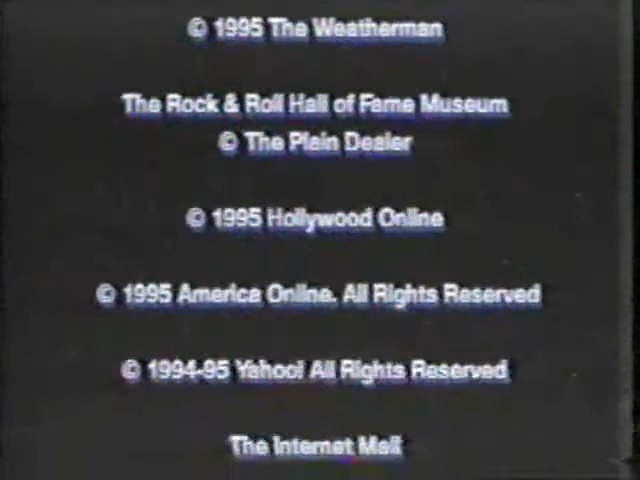 © 1995 The Weatherman
The Rock & Roll Hall of Fame Museum
© The Plain Dealer
© 1995 Hollywood Online
© 1995 America Online. All Rights Reserved
© 1994-95 Yahoo! All Rights Reserved
The Internet Mall